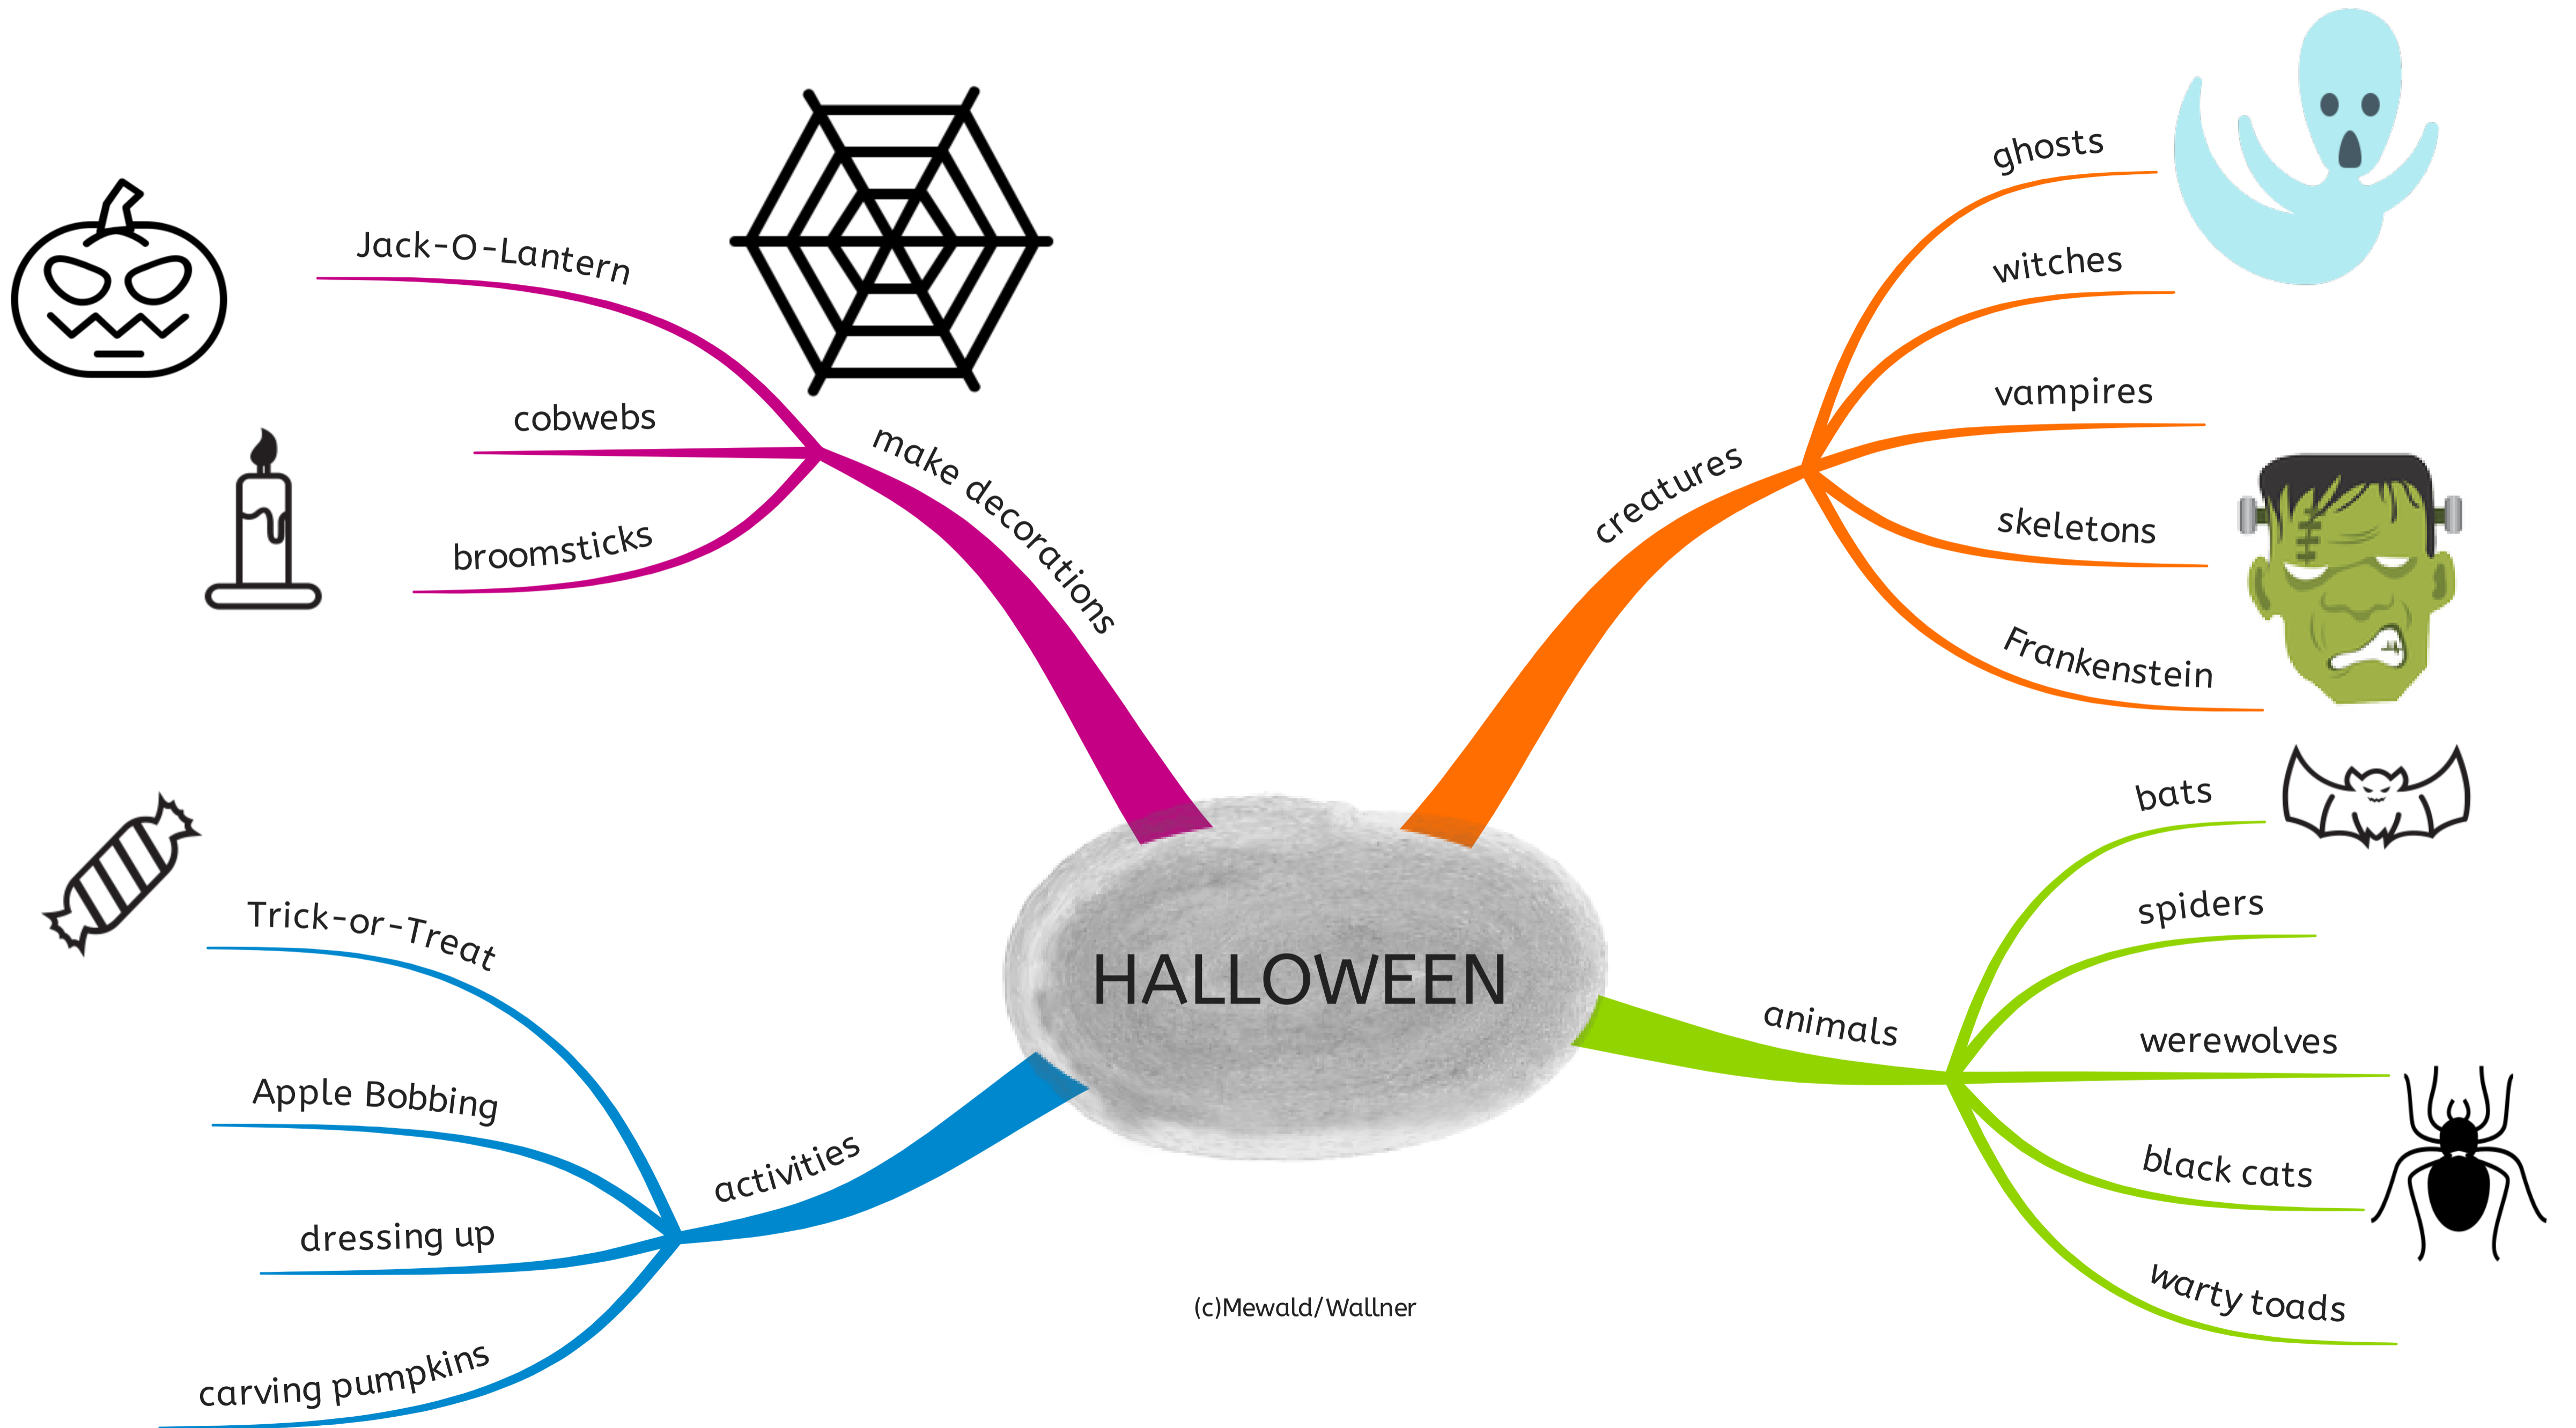 HALLOWEEN
make decorations
Jack-O-Lantern
cobwebs
broomsticks
creatures
ghosts
witches
vampires
skeletons
Frankenstein
animals
bats
spiders
werewolves
black cats
warty toads
activities
Trick-or-Treat
Apple Bobbing
dressing up
carving pumpkins
(c)Mewald/Wallner